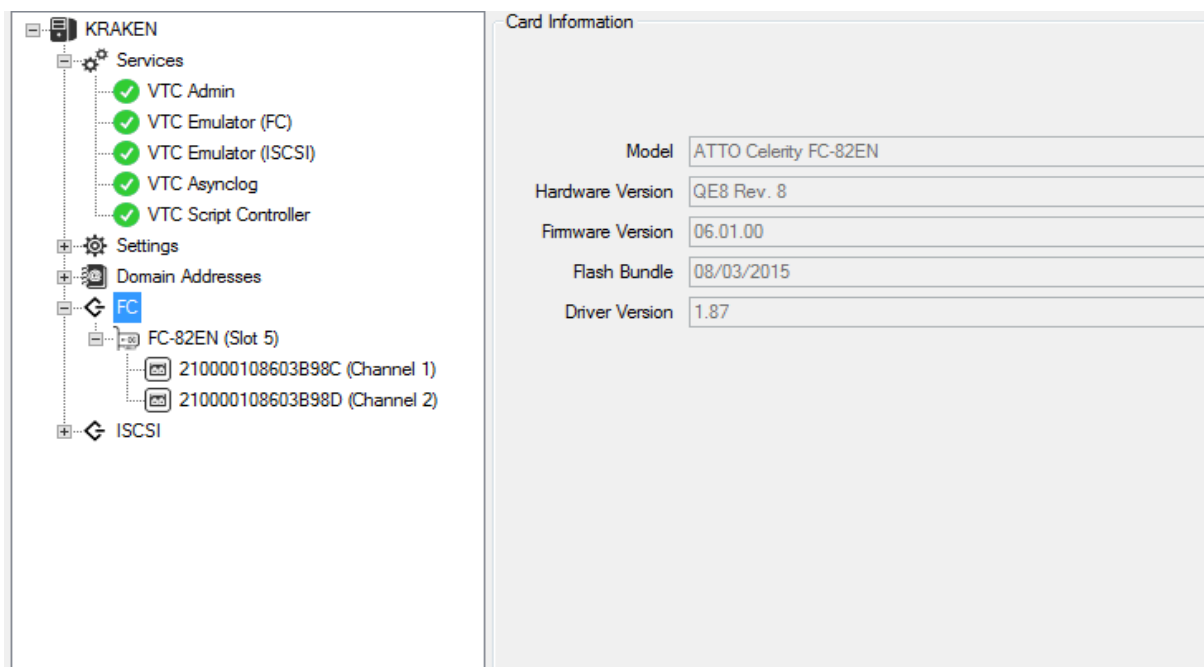 KRAKEN
Services
VTC Admin
VTC Emulator (FC)
VTC Emulator (ISCSI)
VTC Asynclog
VTC Script Controller
Settings
Domain Addresses
FC
FC-82EN (Slot 5)
210000108603B98C (Channel 1)
210000108603B98D (Channel 2)
ISCSI
Card Information
Model ATTO Celerity FC-82EN
Hardware Version QE8 Rev. 8
Firmware Version 06.01.00
Flash Bundle 08/03/2015
Driver Version 1.87